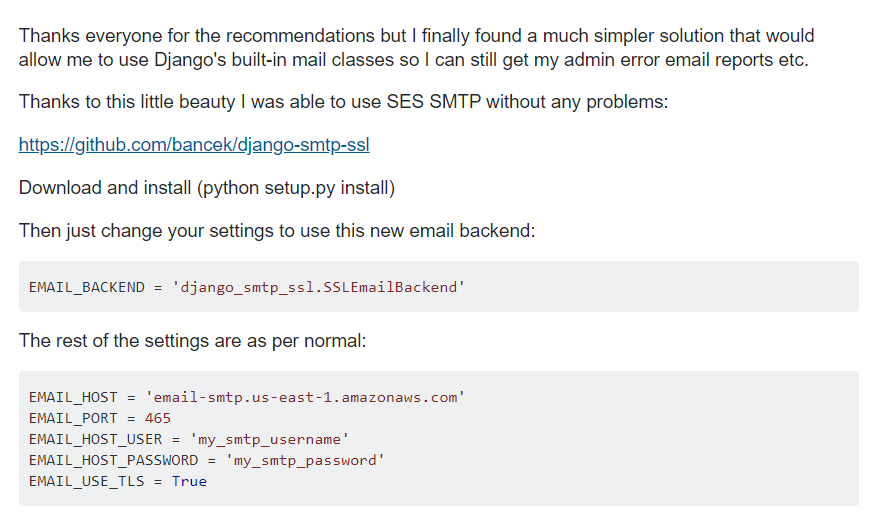 Thanks everyone for the recommendations but I finally found a much simpler solution that would
allow me to use Django's built-in mail classes so I can still get my admin error email reports etc.
Thanks to this little beauty I was able to use SES SMTP without any problems:
https://github.com/bancek/django-smtp-ssl
Download and install (python setup.py install)
Then just change your settings to use this new email backend:
EMAIL_BACKEND = 'django_smtp_ssl.SSLEmailBackend'
The rest of the settings are as per normal:
EMAIL_HOST = 'email-smtp.us-east-1.amazonaws.com'
EMAIL_PORT = 465
EMAIL_HOST_USER = 'my_smtp_username'
EMAIL_HOST_PASSWORD = 'my_smtp_password'
EMAIL_USE_TLS = True